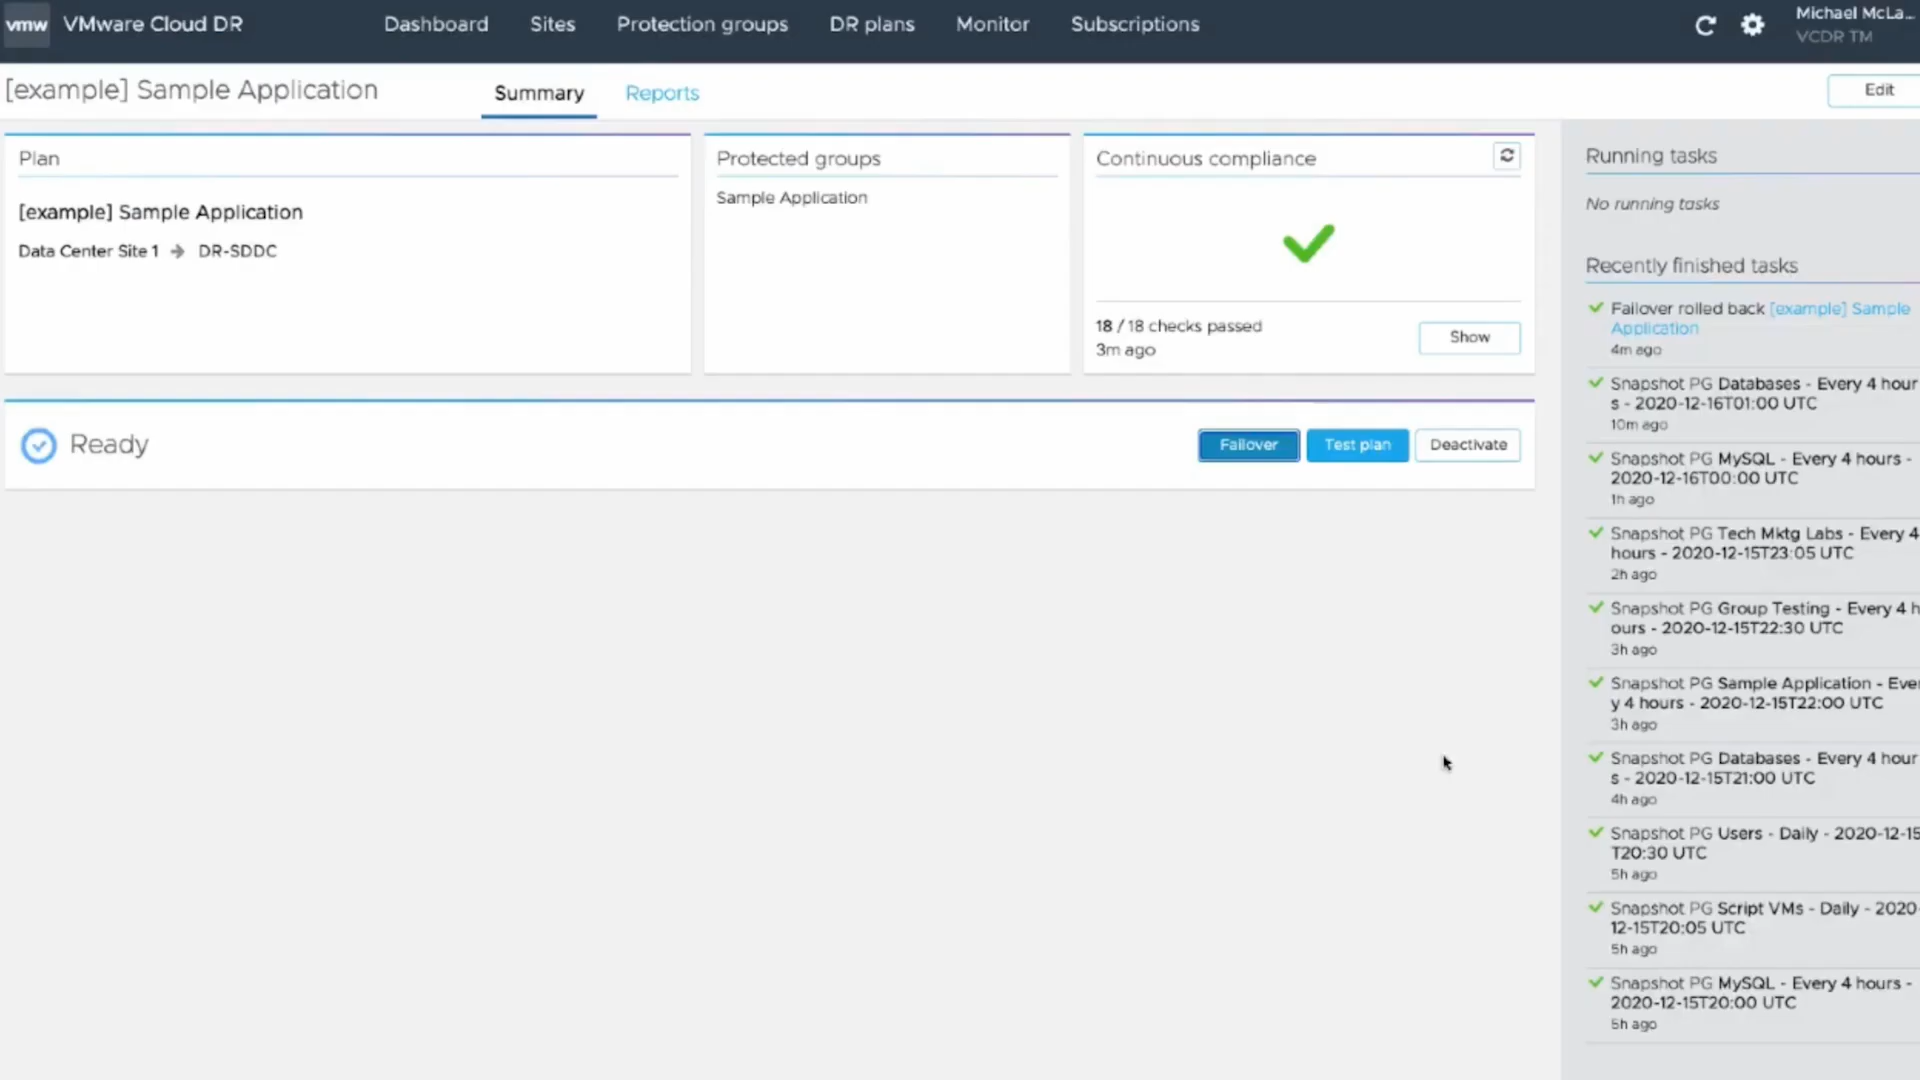 vmw VMware Cloud DR Dashboard Sites Protection groups DR plans Monitor Subscriptions Michael McLa...
VCDR TM
[example] Sample Application Summary Reports Edit
Plan
[example] Sample Application
Data Center Site 1 → DR-SDDC
Protected groups
Sample Application
Continuous compliance
18 / 18 checks passed
3m ago
Show
Ready
Failover Test plan Deactivate
Running tasks
No running tasks
Recently finished tasks
Failover rolled back [example] Sample
Application
4m ago
Snapshot PG Databases - Every 4 hour
s - 2020-12-16T01:00 UTC
10m ago
Snapshot PG MySQL - Every 4 hours -
2020-12-16T00:00 UTC
1h ago
Snapshot PG Tech Mktg Labs - Every 4
hours - 2020-12-15T23:05 UTC
2h ago
Snapshot PG Group Testing - Every 4 h
ours - 2020-12-15T22:30 UTC
3h ago
Snapshot PG Sample Application - Ever
y 4 hours - 2020-12-15T22:00 UTC
3h ago
Snapshot PG Databases - Every 4 hour
s - 2020-12-15T21:00 UTC
4h ago
Snapshot PG Users - Daily - 2020-12-15
T20:30 UTC
5h ago
Snapshot PG Script VMs - Daily - 2020-
12-15T20:05 UTC
5h ago
Snapshot PG MySQL - Every 4 hours -
2020-12-15T20:00 UTC
5h ago